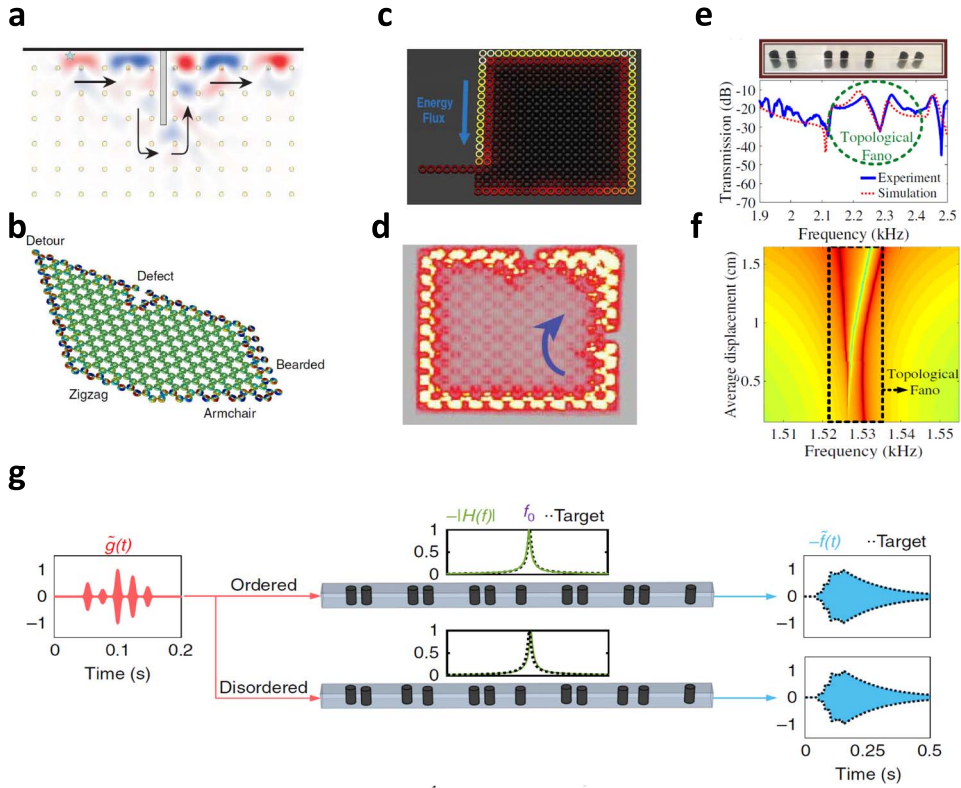 a
b
Detour
Defect
Bearded
Zigzag
Armchair
c
Energy
Flux
d
e
Transmission (dB)
-10
-20
-30
-40
-50
-60
-70
Topological
Fano
Experiment
Simulation
1.9 2 2.1 2.2 2.3 2.4 2.5
Frequency (kHz)
f
Average displacement (cm)
1.5
1
0.5
Topological
Fano
1.51 1.52 1.53 1.54 1.55
Frequency (kHz)
g
g̃(t)
1
0
−1
0 0.1 0.2
Time (s)
Ordered
Disordered
−|H(f)| f₀ ··Target
1
0.5
0
1
0.5
0
−f̃(t) ··Target
1
0
−1
1
0
−1
0 0.25 0.5
Time (s)